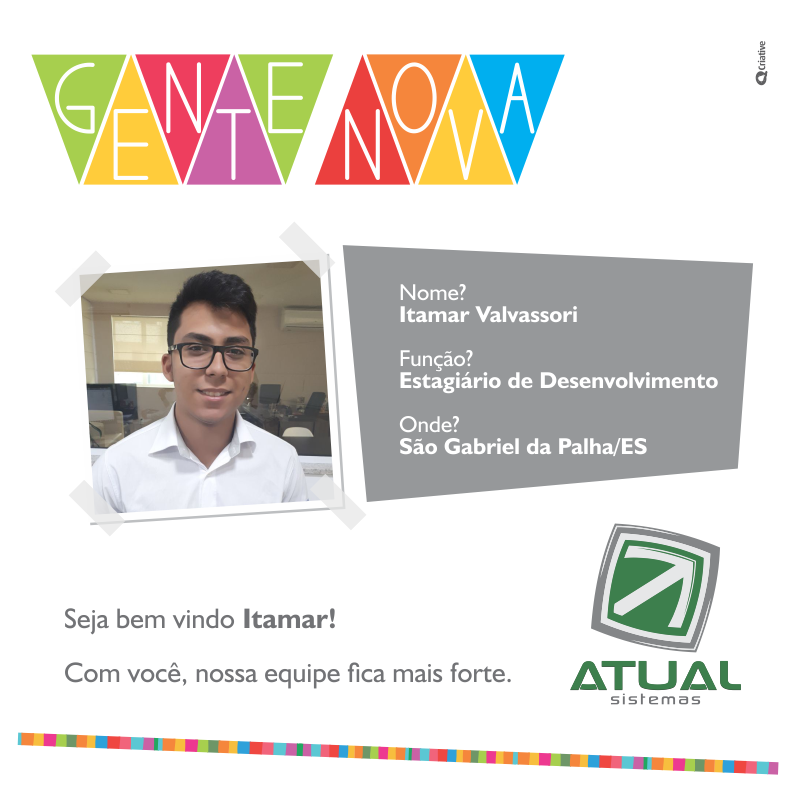 GENTE NOVA
Criative
Nome?
Itamar Valvassori
Função?
Estagiário de Desenvolvimento
Onde?
São Gabriel da Palha/ES
Seja bem vindo Itamar!
Com você, nossa equipe fica mais forte.
ATUAL
sistemas